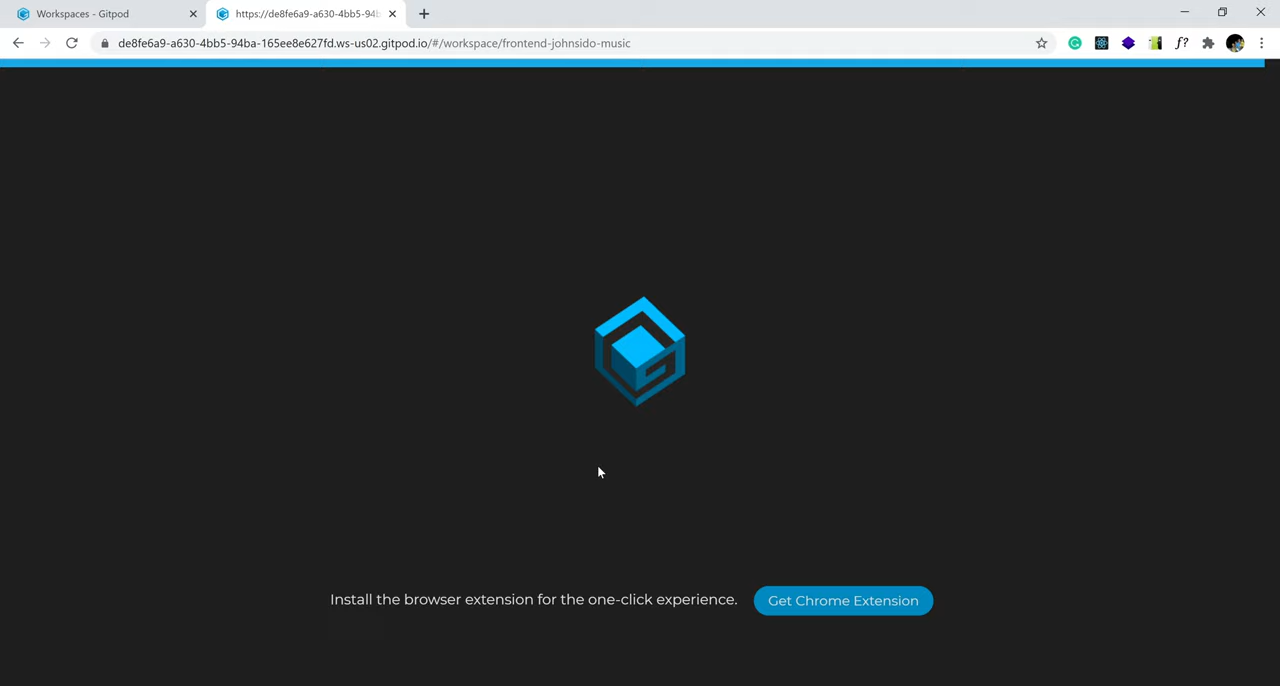 Workspaces - Gitpod
https://de8fe6a9-a630-4bb5-94b
de8fe6a9-a630-4bb5-94ba-165ee8e627fd.ws-us02.gitpod.io/#/workspace/frontend-johnsido-music
f?
Install the browser extension for the one-click experience.
Get Chrome Extension